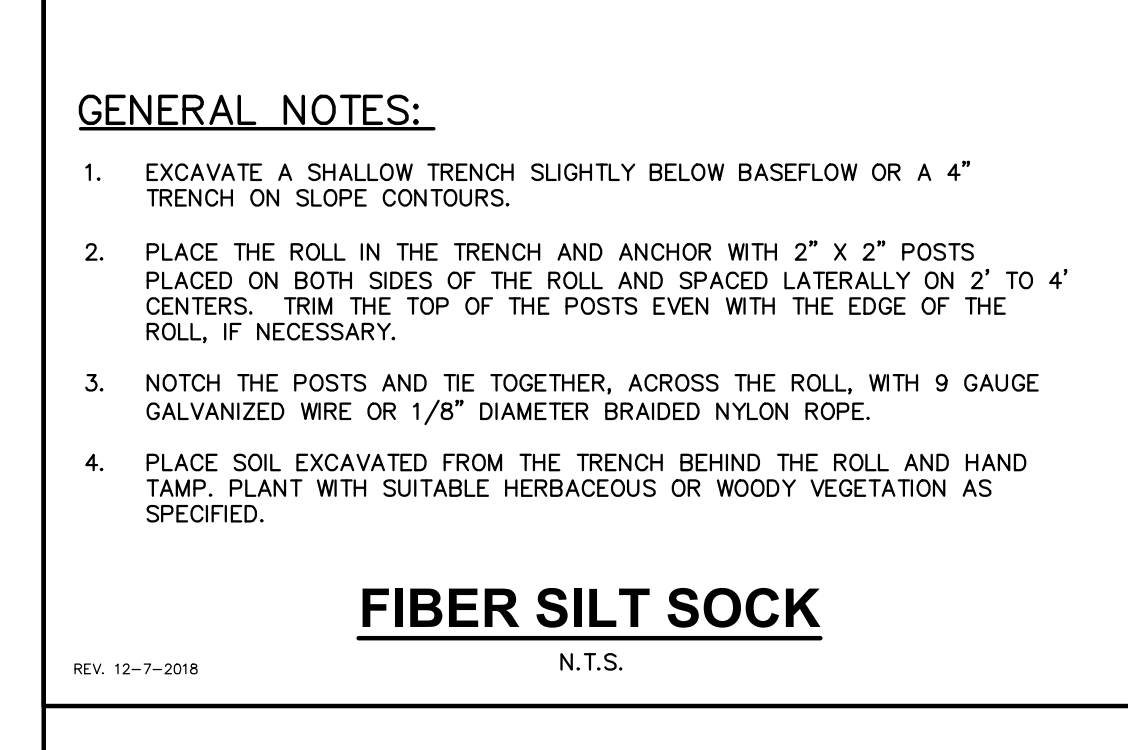 GENERAL NOTES:
1. EXCAVATE A SHALLOW TRENCH SLIGHTLY BELOW BASEFLOW OR A 4”
TRENCH ON SLOPE CONTOURS.
2. PLACE THE ROLL IN THE TRENCH AND ANCHOR WITH 2” X 2” POSTS
PLACED ON BOTH SIDES OF THE ROLL AND SPACED LATERALLY ON 2’ TO 4’
CENTERS. TRIM THE TOP OF THE POSTS EVEN WITH THE EDGE OF THE
ROLL, IF NECESSARY.
3. NOTCH THE POSTS AND TIE TOGETHER, ACROSS THE ROLL, WITH 9 GAUGE
GALVANIZED WIRE OR 1/8” DIAMETER BRAIDED NYLON ROPE.
4. PLACE SOIL EXCAVATED FROM THE TRENCH BEHIND THE ROLL AND HAND
TAMP. PLANT WITH SUITABLE HERBACEOUS OR WOODY VEGETATION AS
SPECIFIED.
FIBER SILT SOCK
N.T.S.
REV. 12-7-2018